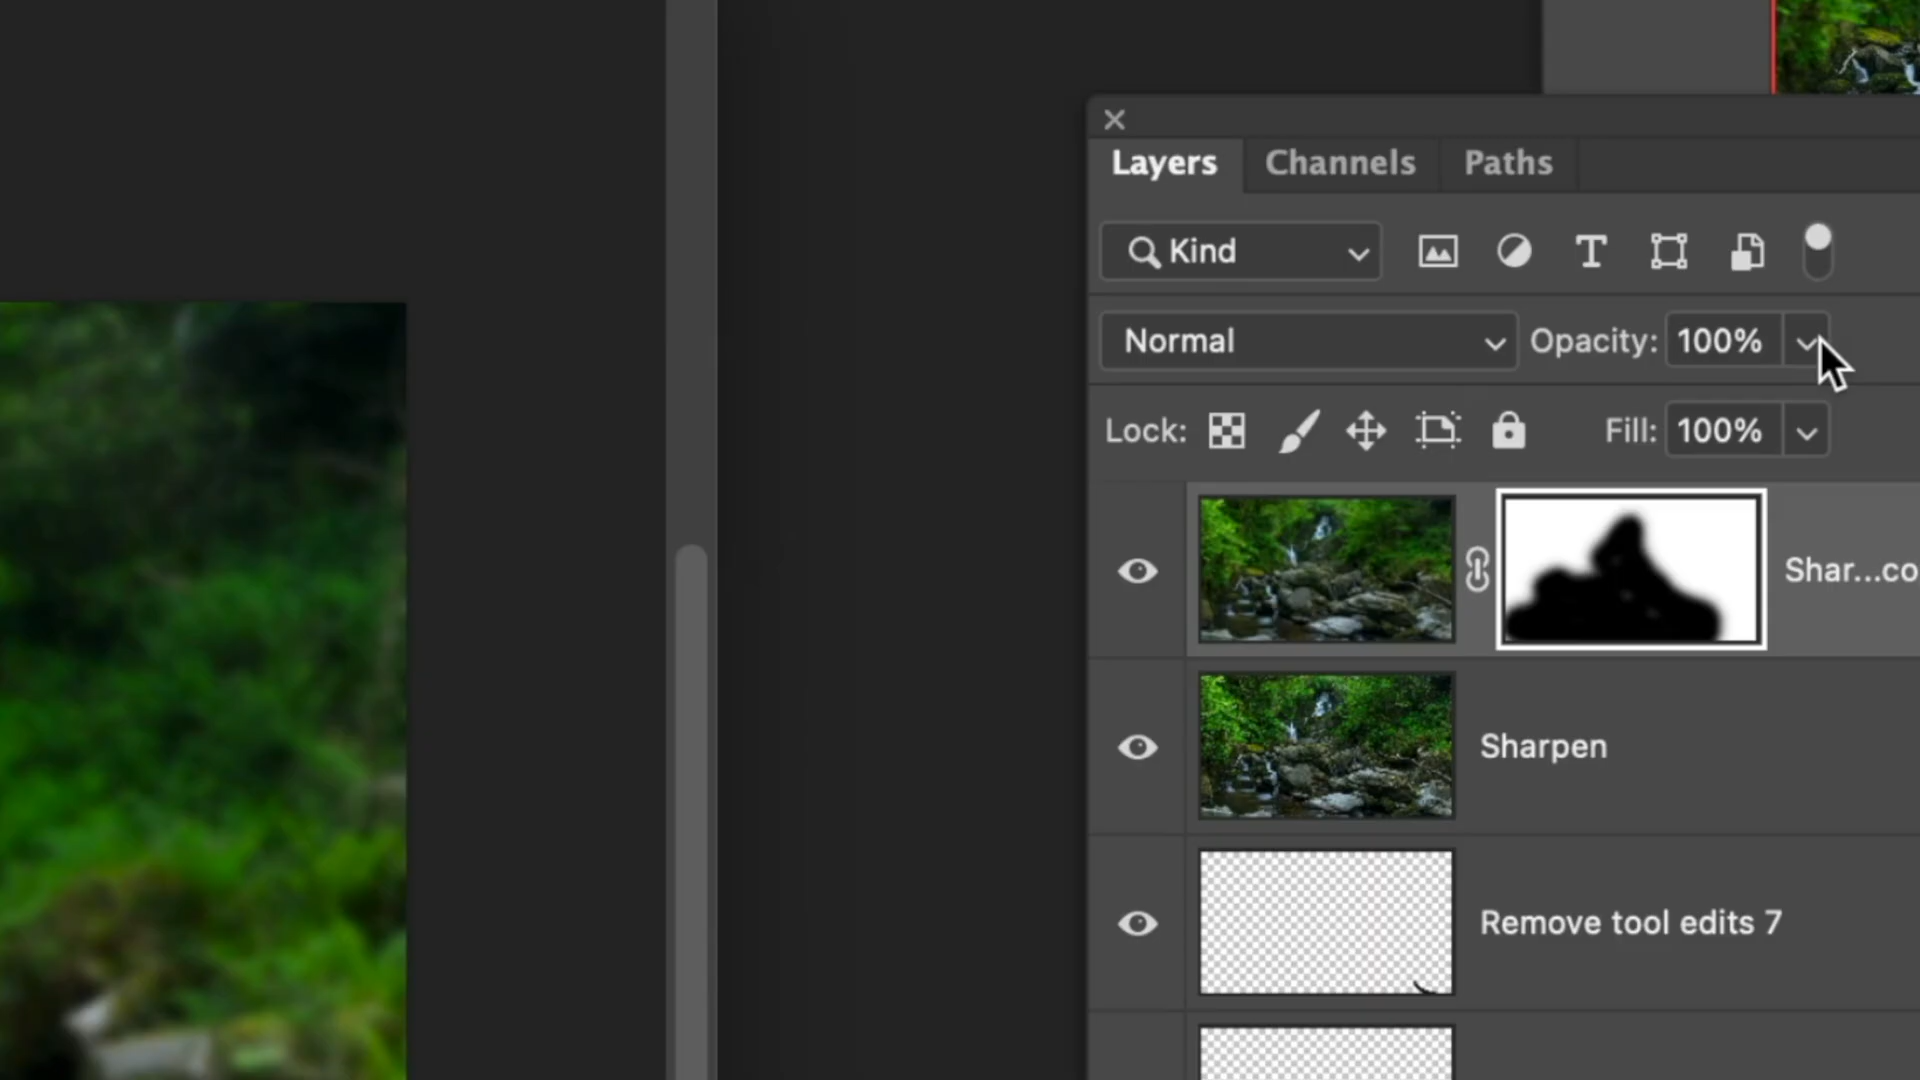 Layers Channels Paths
Kind
Normal Opacity: 100%
Lock: Fill: 100%
Shar...co
Sharpen
Remove tool edits 7